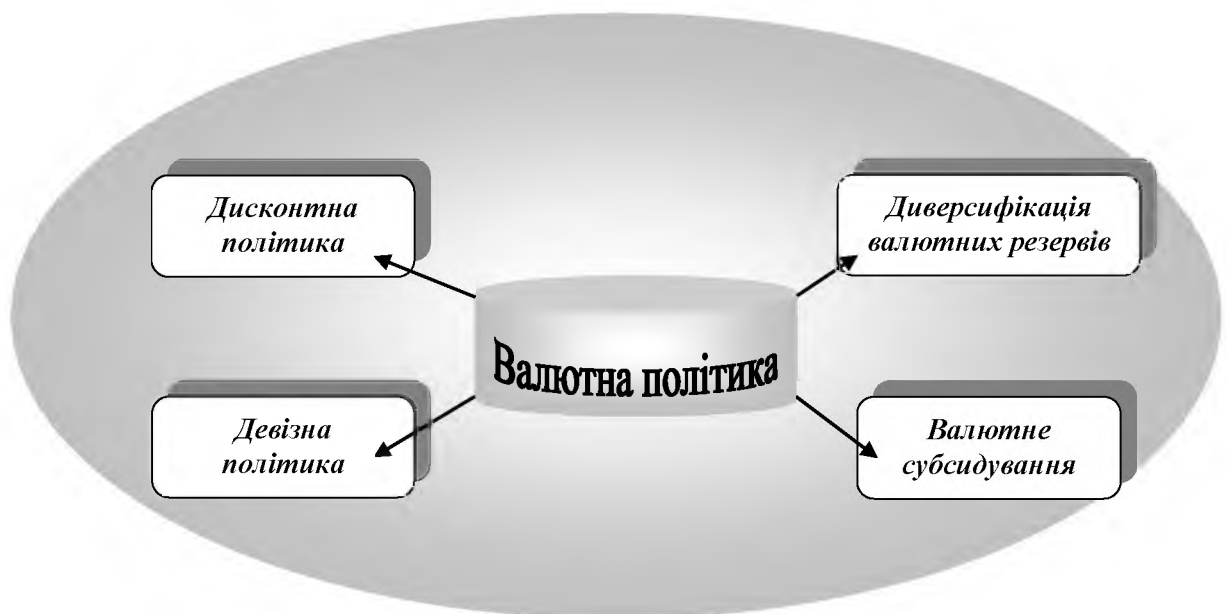 Дисконтна
політика
Диверсифікація
валютних резервів
Валютна політика
Девізна
політика
Валютне
субсидування